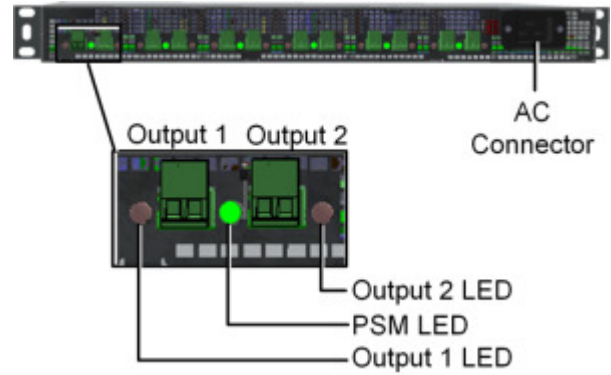 AC
Connector
Output 1
Output 2
Output 2 LED
PSM LED
Output 1 LED